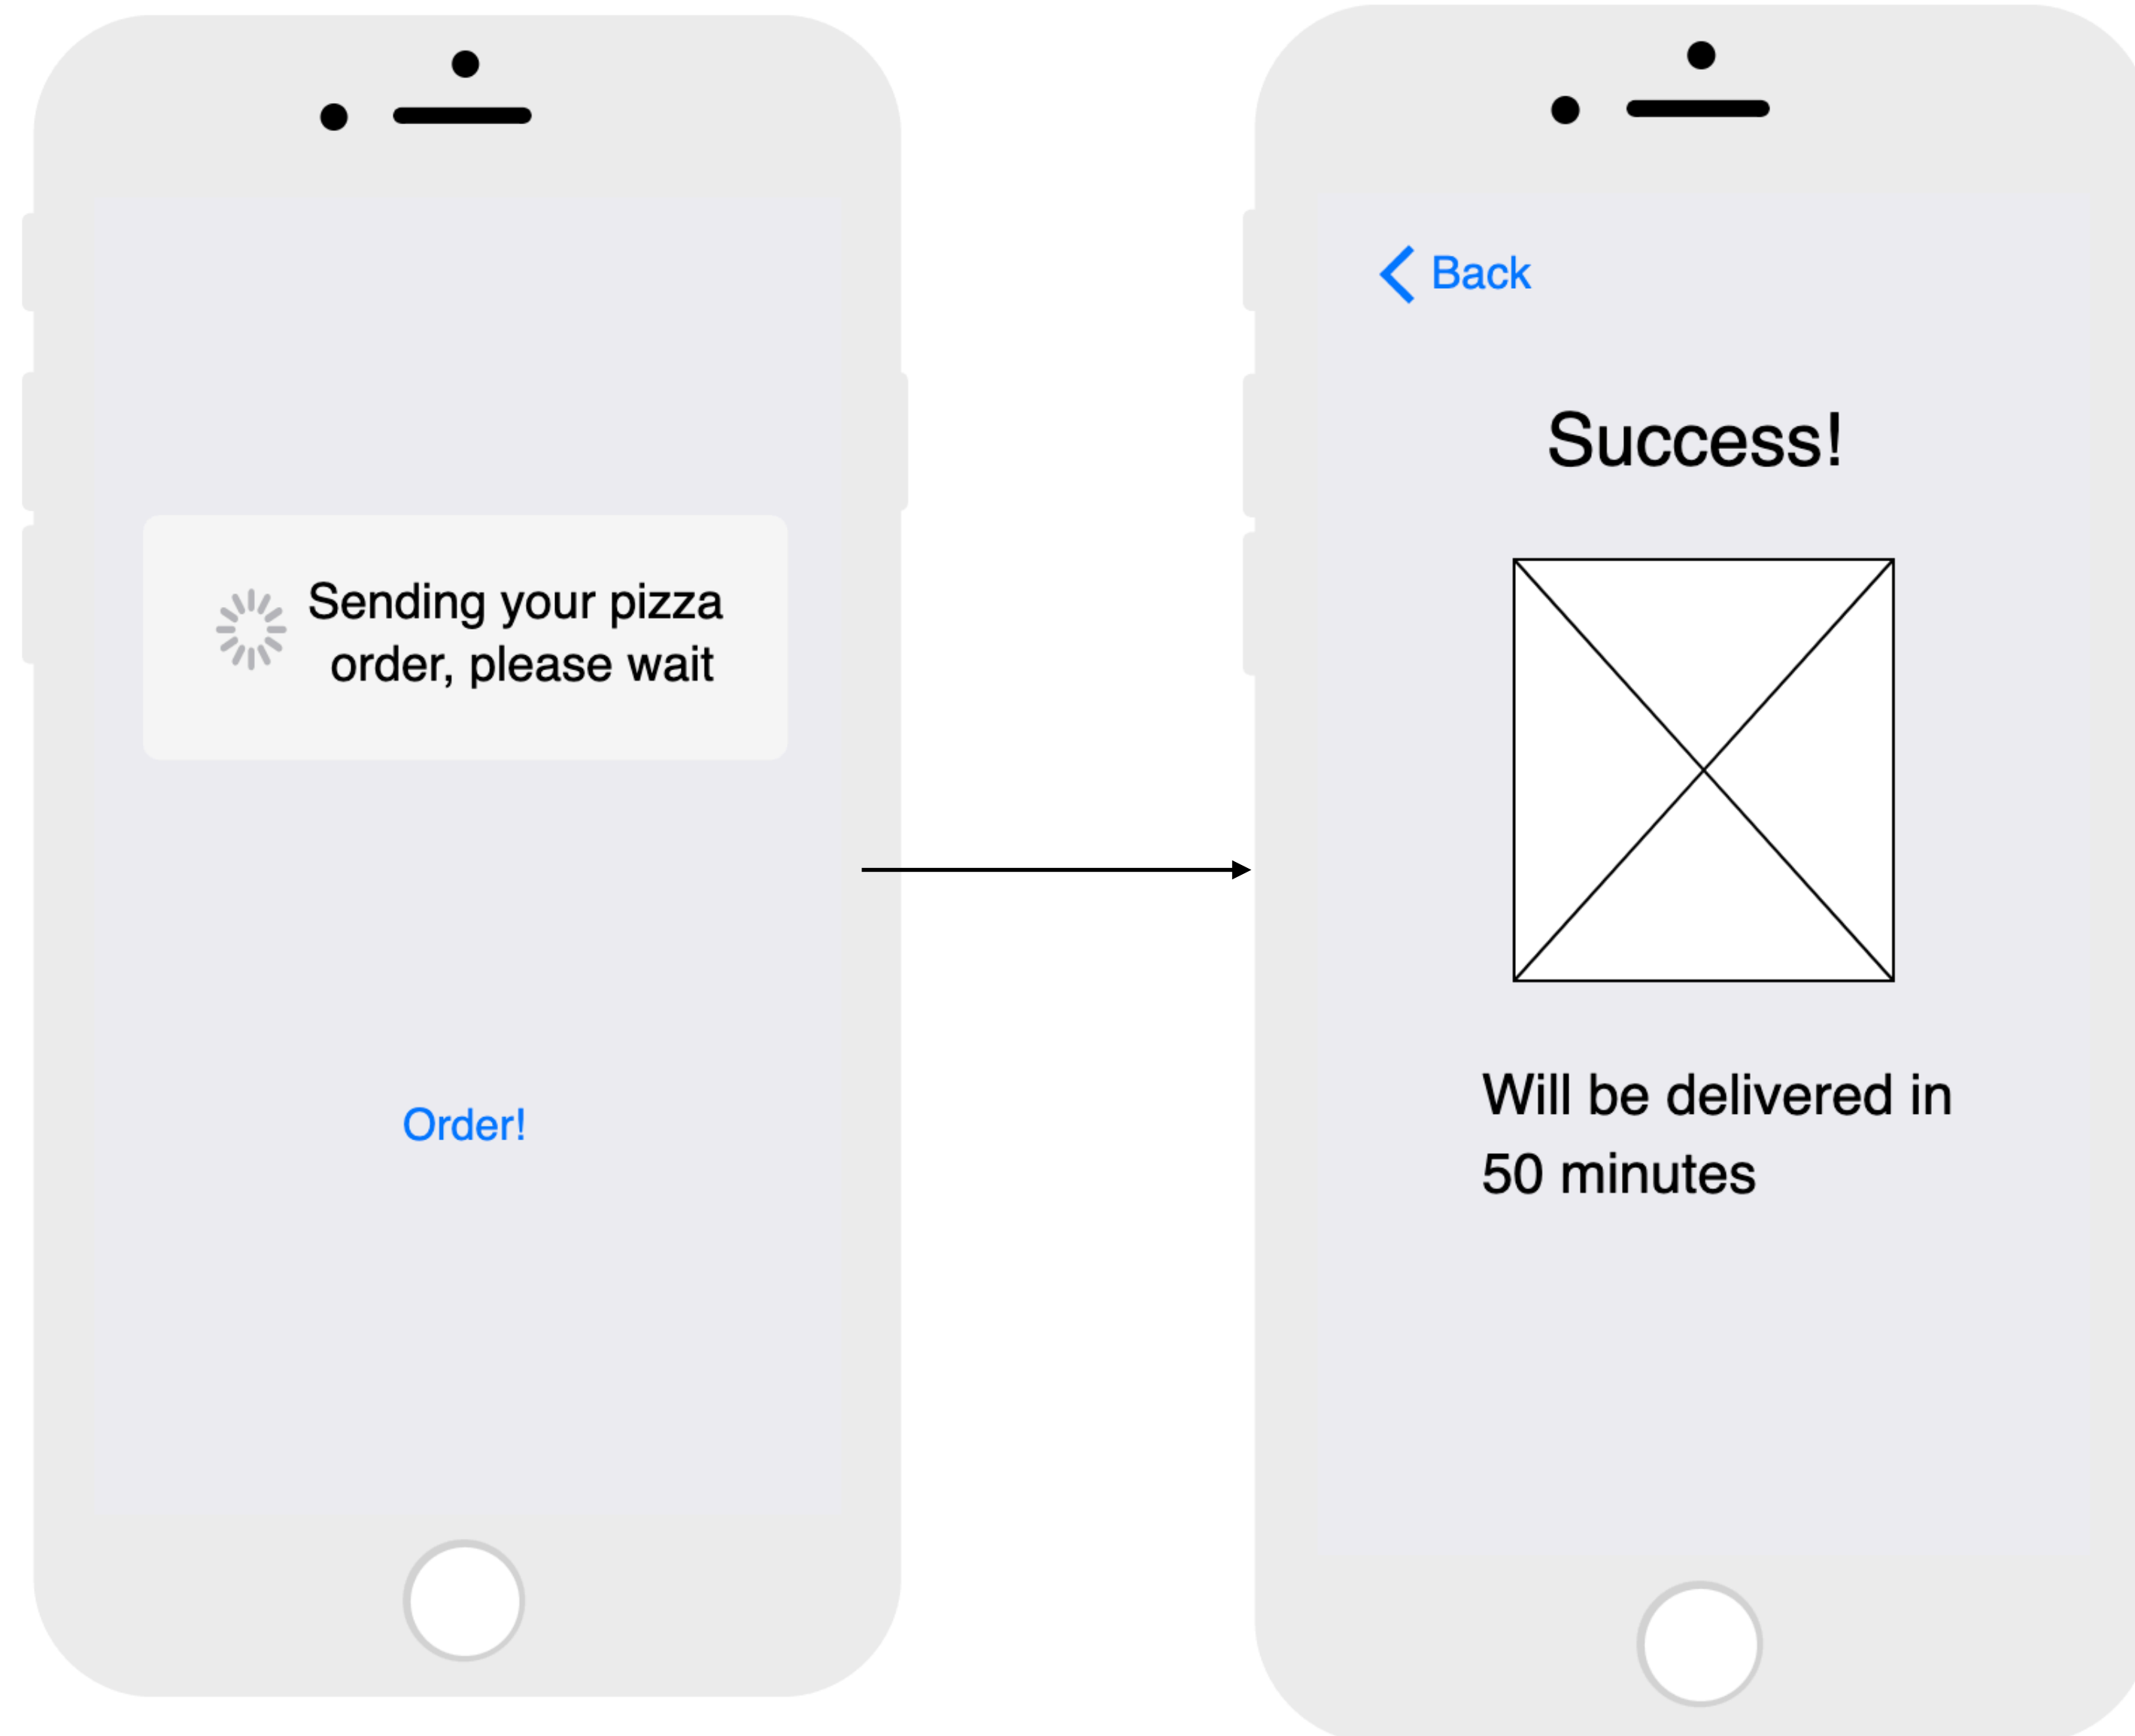 Sending your pizza
order, please wait
Order!
Back
Success!
Will be delivered in
50 minutes